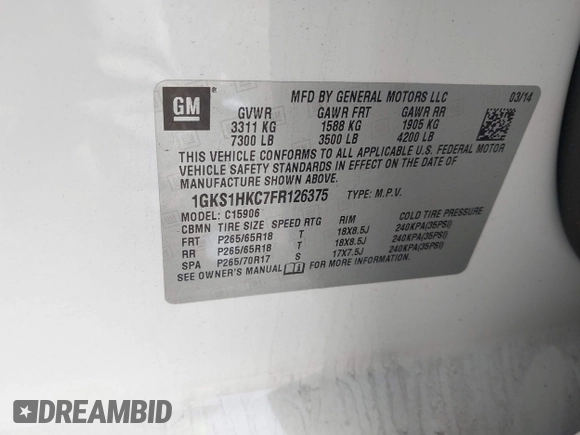 GM
MFD BY GENERAL MOTORS LLC 03/14
GVWR GAWR FRT GAWR RR
3311 KG 1588 KG 1905 KG
7300 LB 3500 LB 4200 LB
THIS VEHICLE CONFORMS TO ALL APPLICABLE U.S. FEDERAL MOTOR
VEHICLE SAFETY STANDARDS IN EFFECT ON THE DATE OF
MANUFACTURE SHOWN ABOVE.
1GKS1HKC7FR126375 TYPE: M.P.V.
MODEL: C15906
CBMN TIRE SIZE SPEED RTG RIM COLD TIRE PRESSURE
FRT P265/65R18 T 18X8.5J 240KPA(35PSI)
RR P265/65R18 T 18X8.5J 240KPA(35PSI)
SPA P265/70R17 S 17X7.5J 240KPA(35PSI)
SEE OWNER'S MANUAL FOR MORE INFORMATION.
DREAMBID